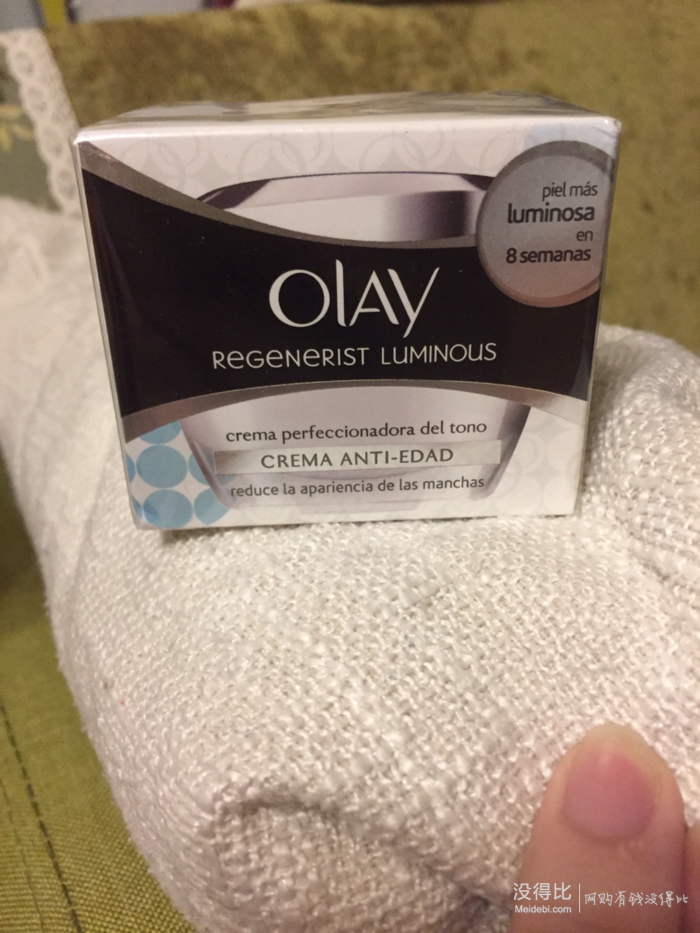 piel más
luminosa
en
8 semanas
OLAY
REGENERIST LUMINOUS
crema perfeccionadora del tono
CREMA ANTI-EDAD
reduce la apariencia de las manchas
没得比
Meidebi.com
网购有钱没得比